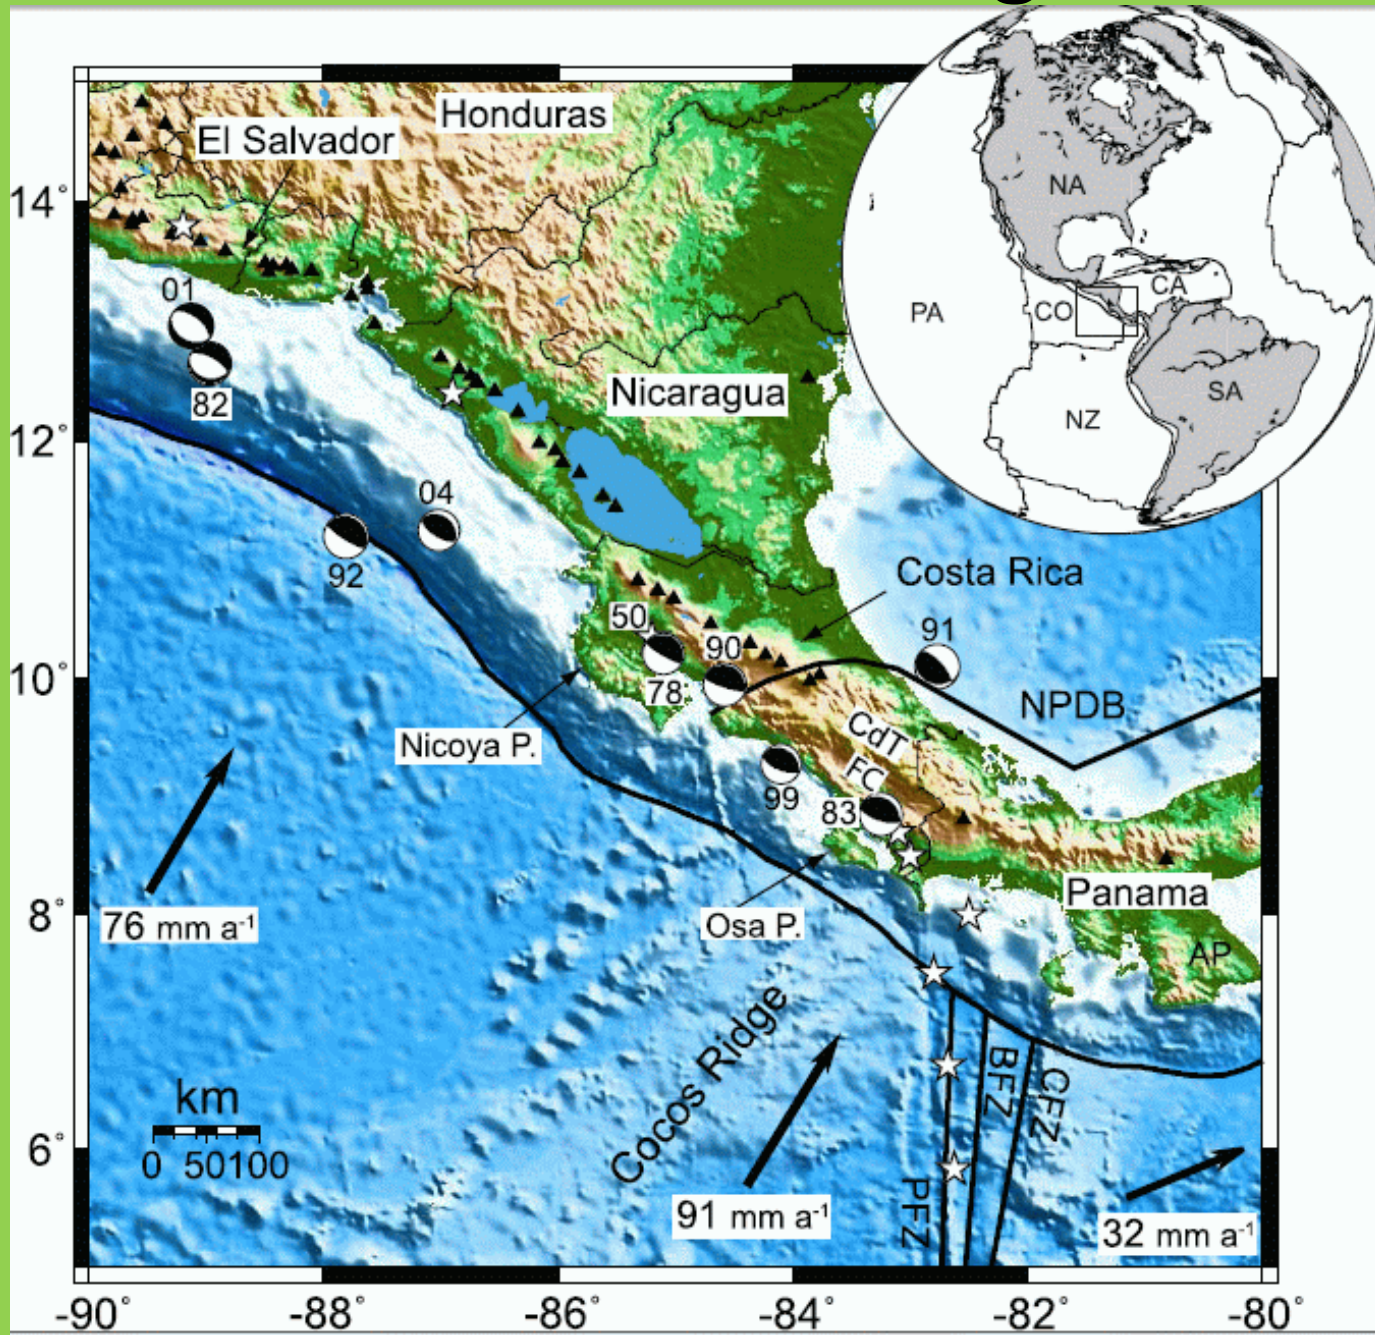 Honduras
El Salvador
NA
14°
01
CA
PA
CO
82
Nicaragua
SA
NZ
12°
04
92
Costa Rica
50
90
91
10°
78
NPDB
Nicoya P.
CdT
FC
99
83
76 mm a⁻¹
8°
Osa P.
Panama
AP
Cocos Ridge
BFZ
CFZ
km
6°
0 50 100
PFZ
91 mm a⁻¹
32 mm a⁻¹
-90° -88° -86° -84° -82° -80°